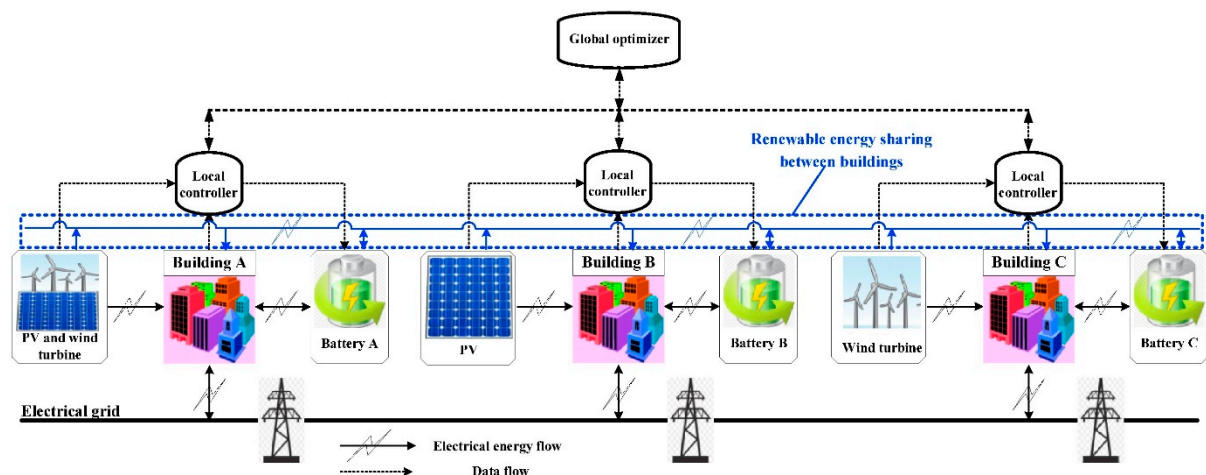 Global optimizer
Renewable energy sharing
between buildings
Local
controller
Local
controller
Local
controller
Building A
Building B
Building C
PV and wind
turbine
Battery A
PV
Battery B
Wind turbine
Battery C
Electrical grid
Electrical energy flow
Data flow